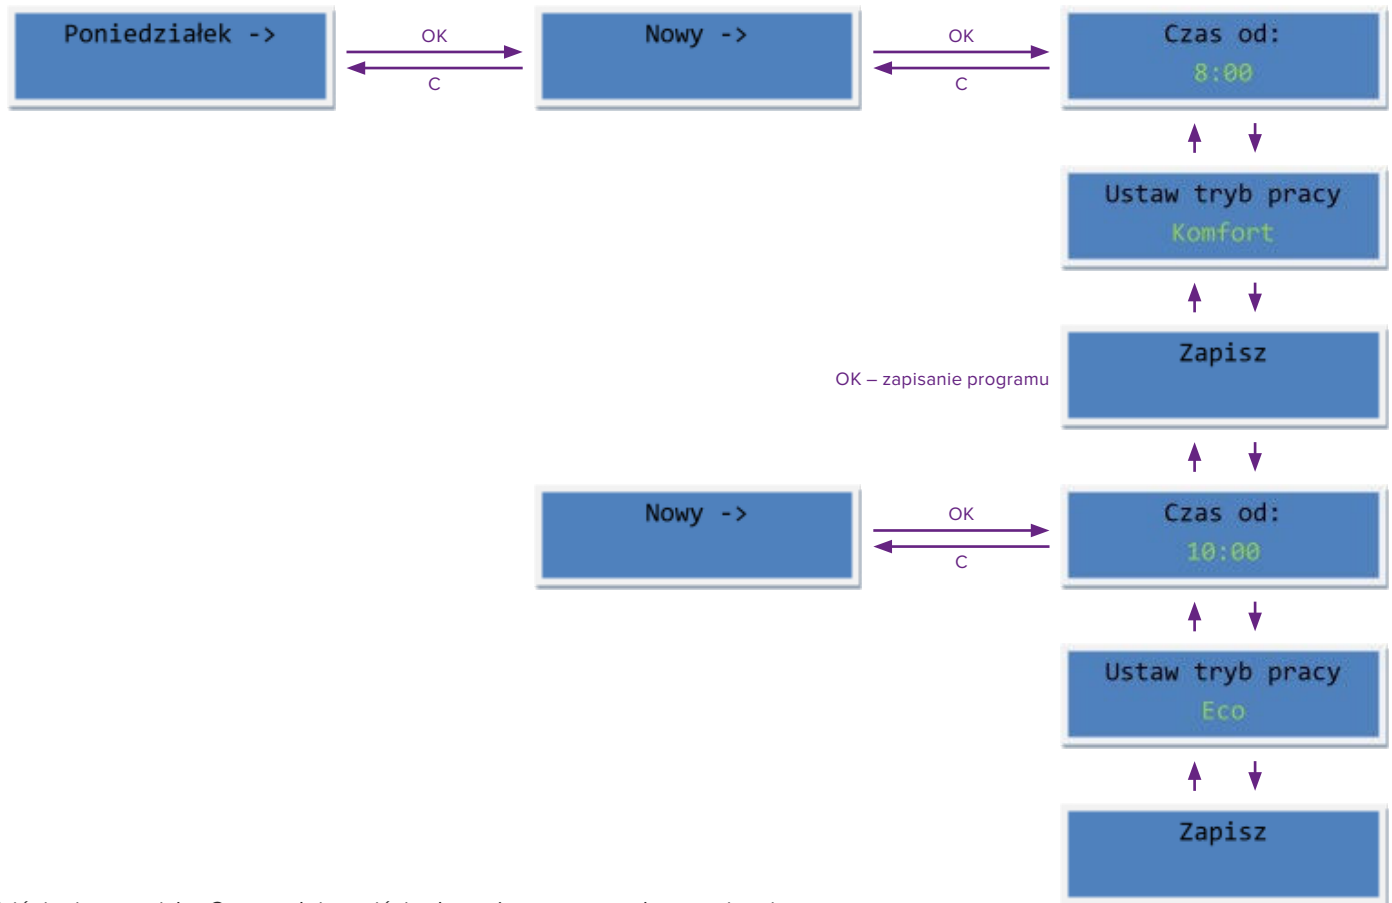 Poniedziałek ->
OK
C
Nowy ->
OK
C
Czas od:
8:00
Ustaw tryb pracy
Komfort
OK – zapisanie programu
Zapisz
Nowy ->
OK
C
Czas od:
10:00
Ustaw tryb pracy
Eco
Zapisz